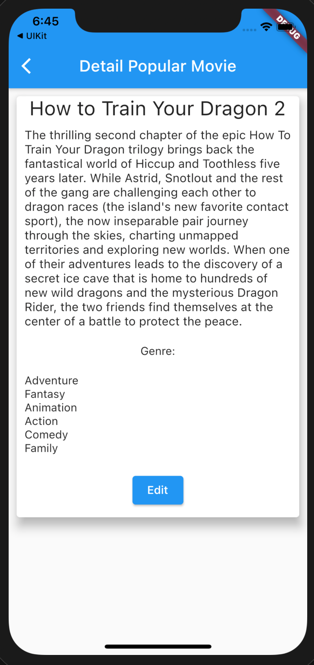 6:45
DEBUG
◀ UIKit
Detail Popular Movie
How to Train Your Dragon 2
The thrilling second chapter of the epic How To
Train Your Dragon trilogy brings back the
fantastical world of Hiccup and Toothless five
years later. While Astrid, Snotlout and the rest
of the gang are challenging each other to
dragon races (the island's new favorite contact
sport), the now inseparable pair journey
through the skies, charting unmapped
territories and exploring new worlds. When one
of their adventures leads to the discovery of a
secret ice cave that is home to hundreds of
new wild dragons and the mysterious Dragon
Rider, the two friends find themselves at the
center of a battle to protect the peace.
Genre:
Adventure
Fantasy
Animation
Action
Comedy
Family
Edit